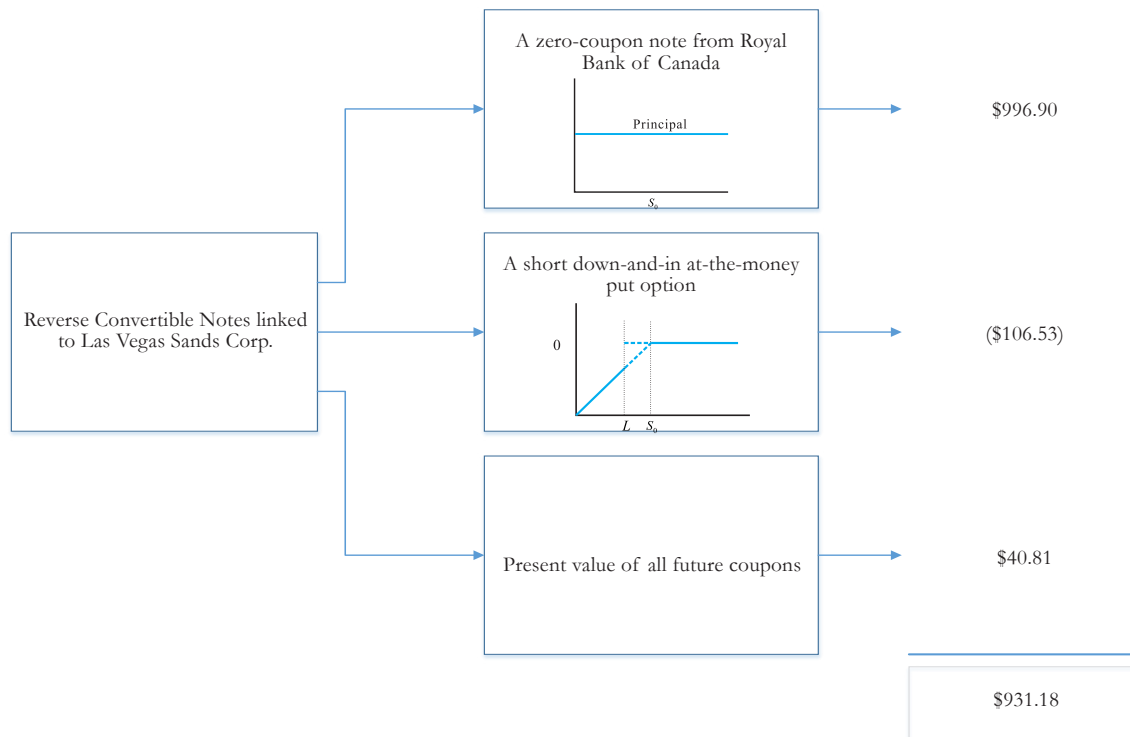 A zero-coupon note from Royal
Bank of Canada
Principal
S₀
$996.90
Reverse Convertible Notes linked
to Las Vegas Sands Corp.
A short down-and-in at-the-money
put option
0
L S₀
($106.53)
Present value of all future coupons
$40.81
$931.18